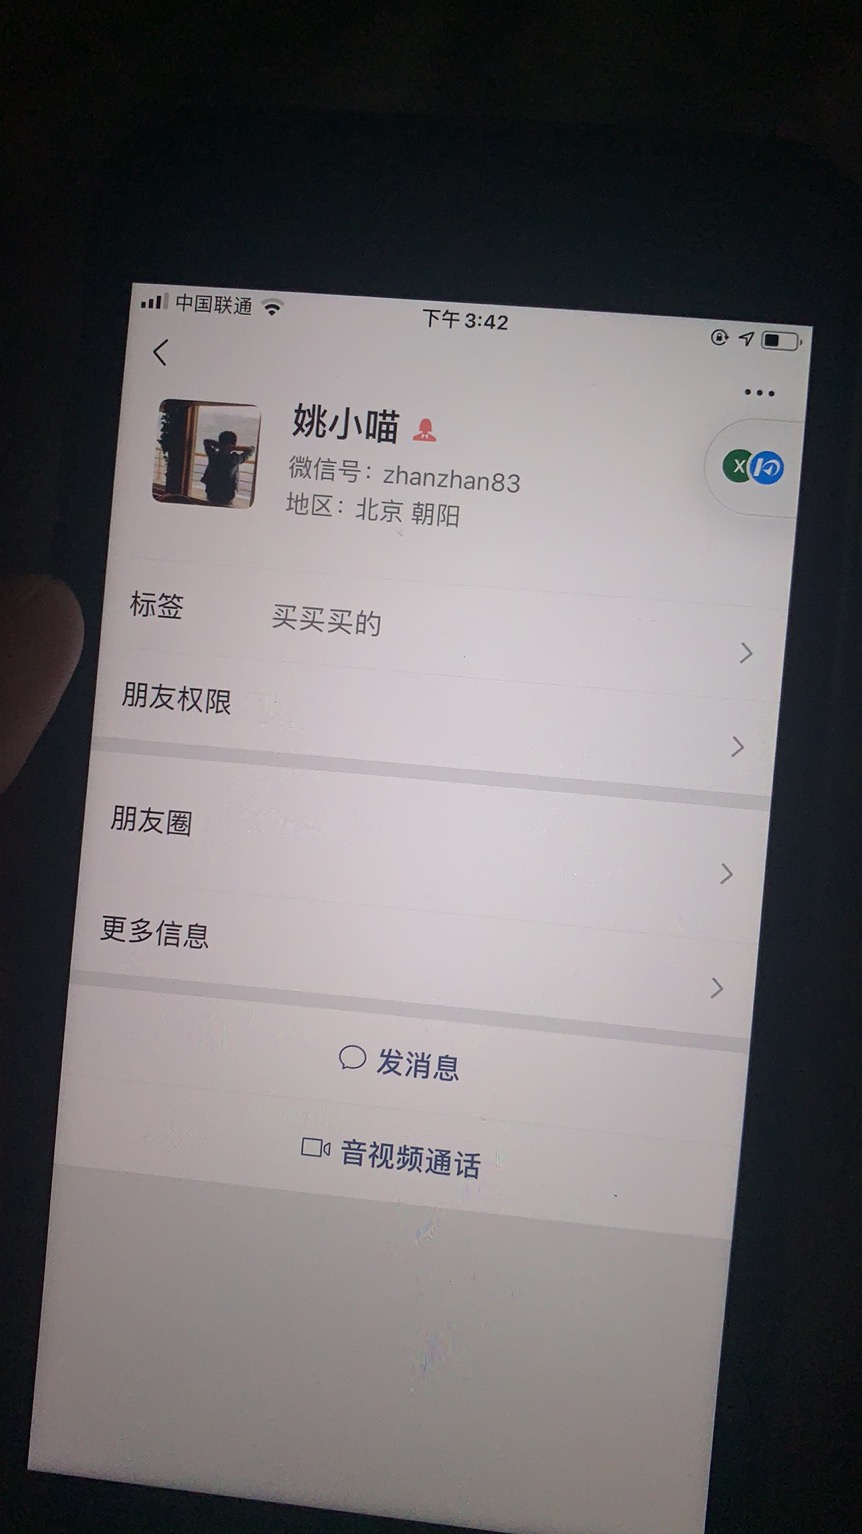 中国联通
下午3:42
姚小喵
微信号：zhanzhan83
地区：北京 朝阳
X
标签 买买买的
朋友权限
朋友圈
更多信息
发消息
音视频通话